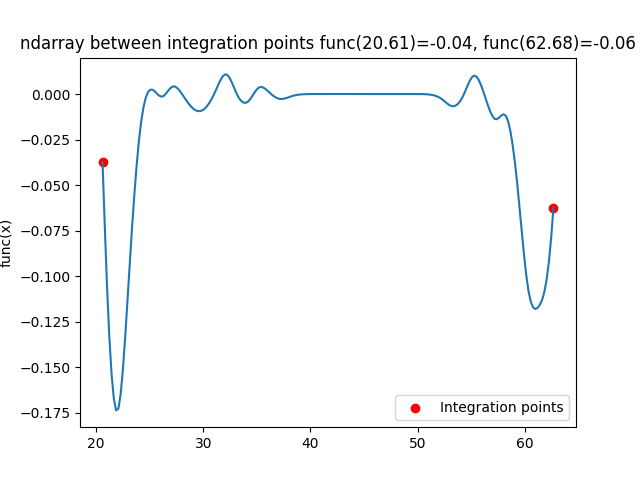 ndarray between integration points func(20.61)=-0.04, func(62.68)=-0.06
func(x)
0.000
−0.025
−0.050
−0.075
−0.100
−0.125
−0.150
−0.175
Integration points
20 30 40 50 60